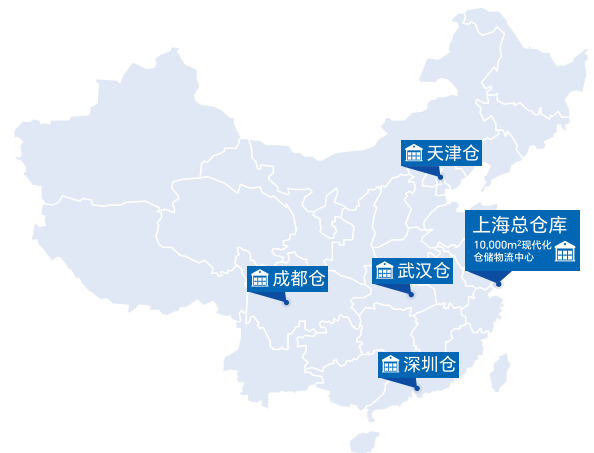 天津仓
上海总仓库
10,000m²现代化
仓储物流中心
成都仓
武汉仓
深圳仓